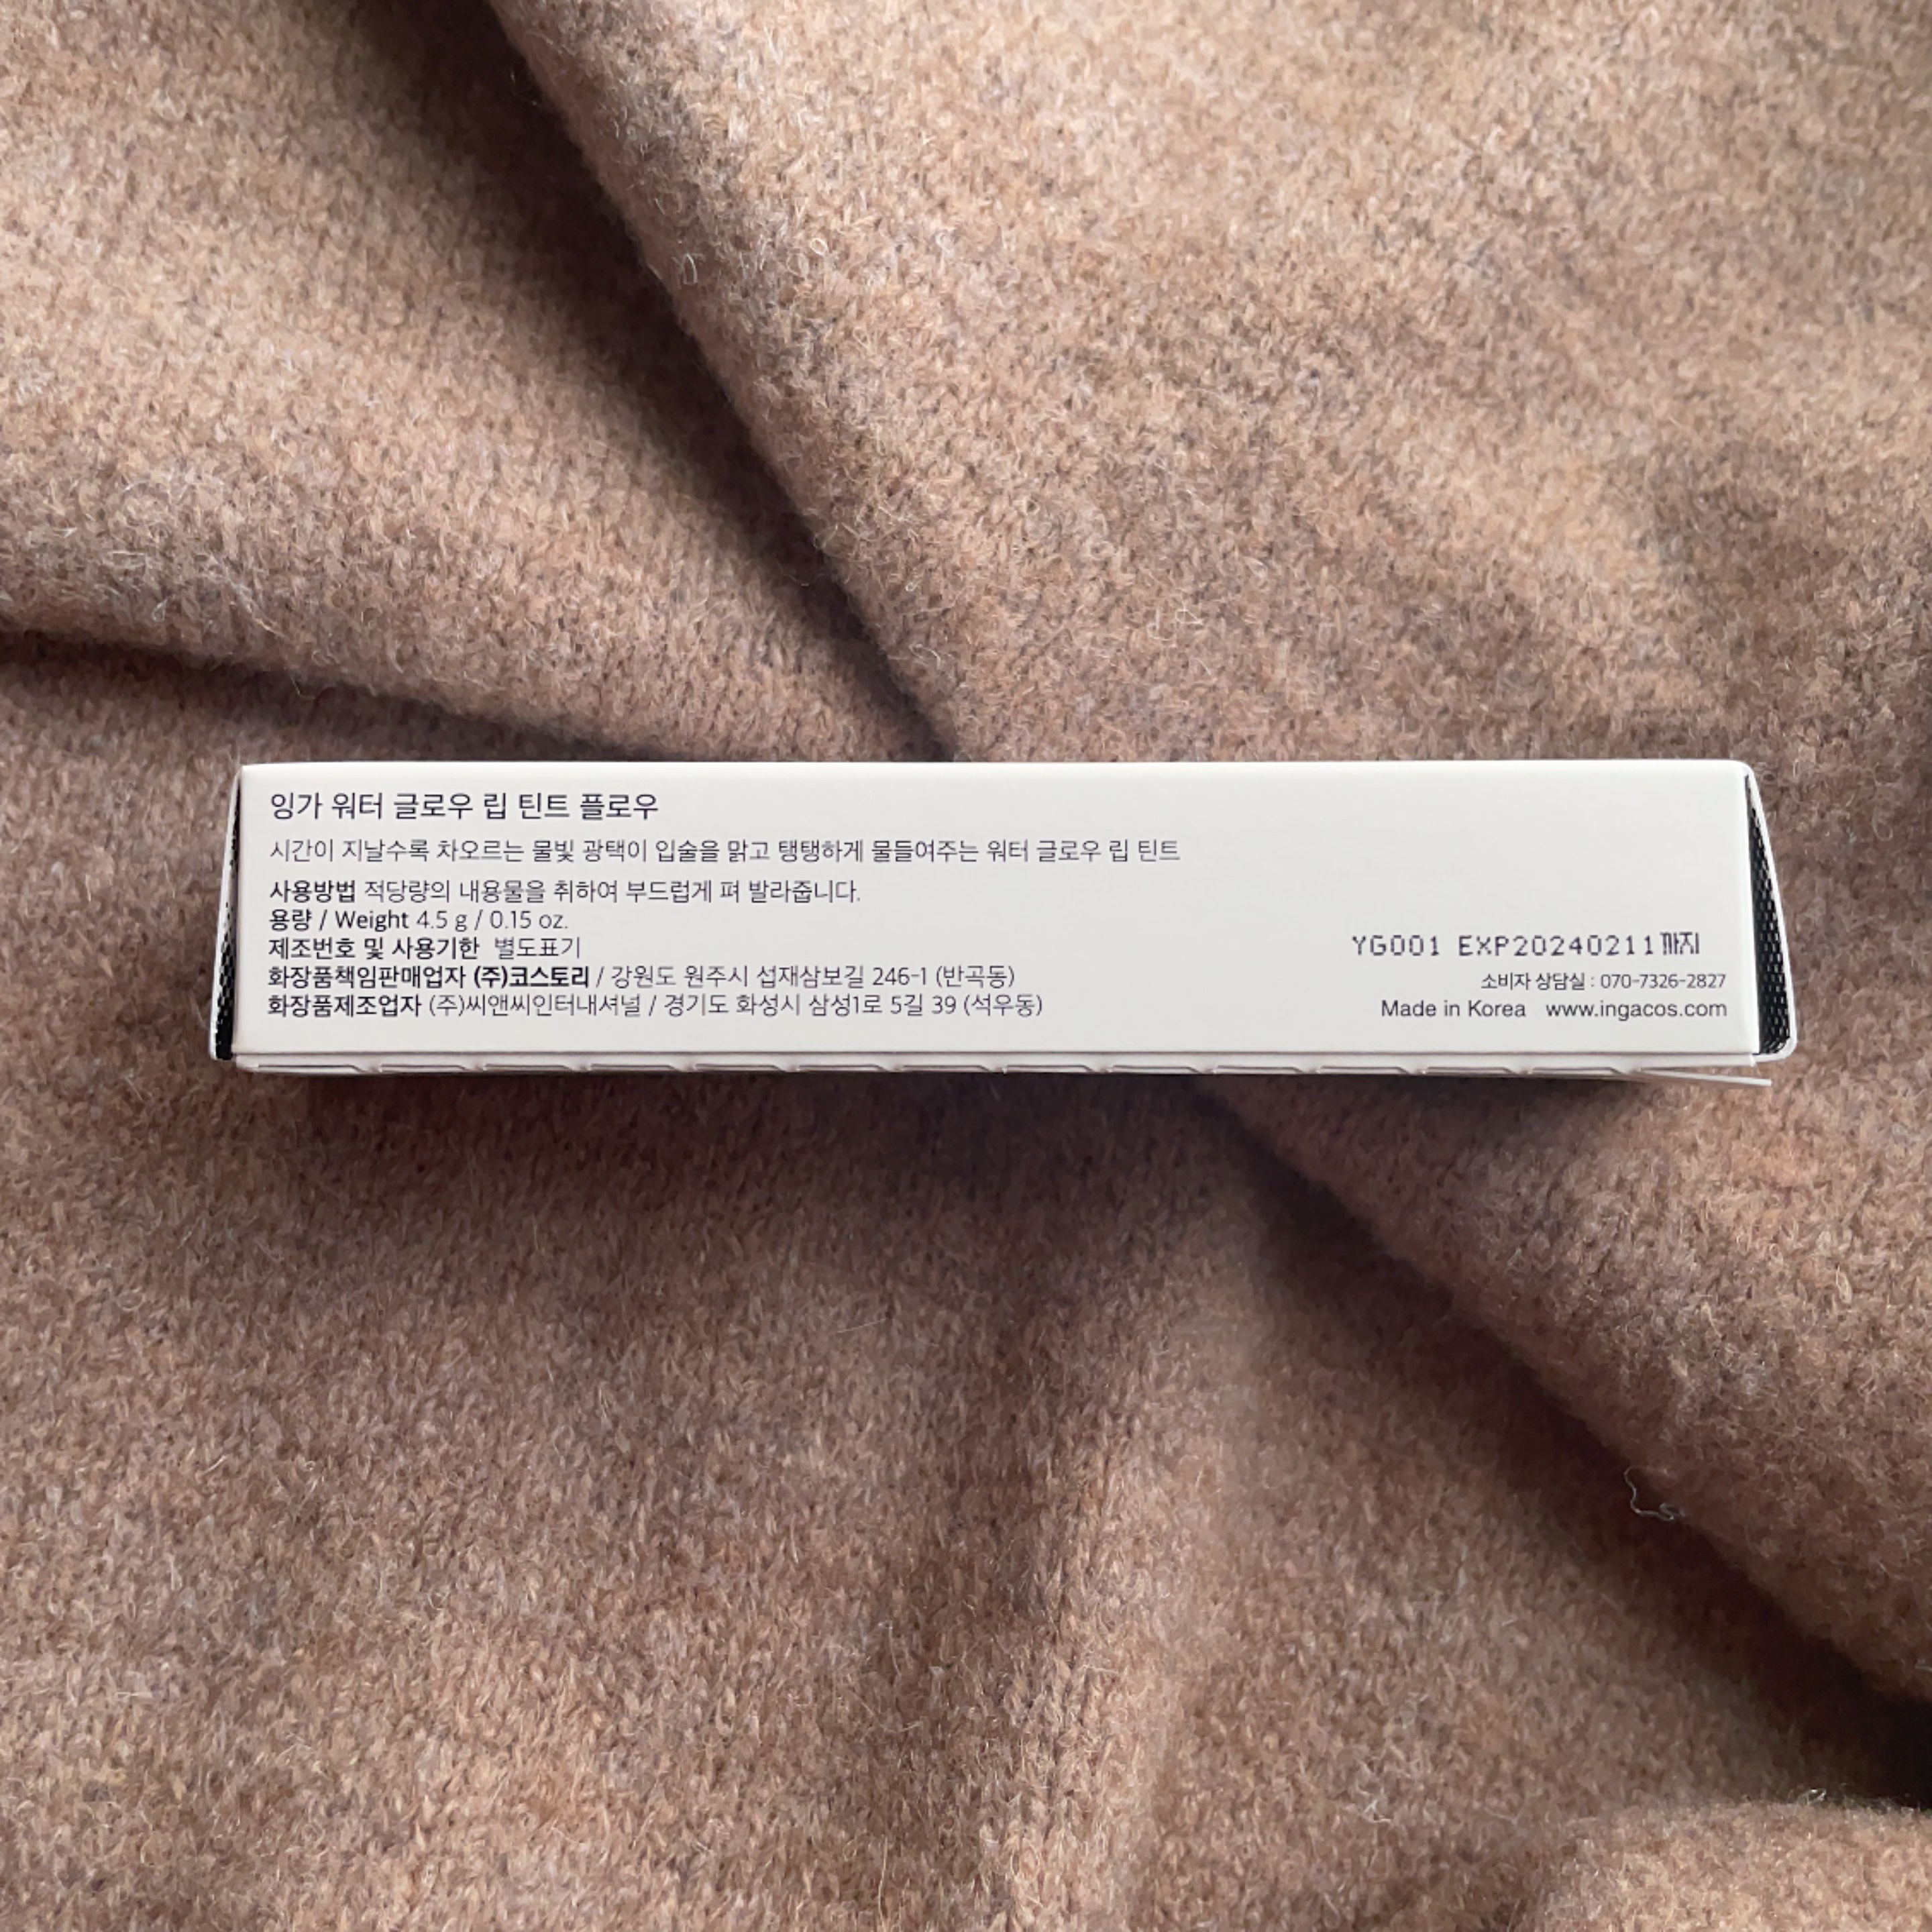 잉가 워터 글로우 립 틴트 플로우
시간이 지날수록 차오르는 물빛 광택이 입술을 맑고 탱탱하게 물들여주는 워터 글로우 립 틴트
사용방법 적당량의 내용물을 취하여 부드럽게 펴 발라줍니다.
용량 / Weight 4.5 g / 0.15 oz.
제조번호 및 사용기한 별도표기
화장품책임판매업자 (주)코스토리 / 강원도 원주시 섭재삼보길 246-1 (반곡동)
화장품제조업자 (주)씨앤씨인터내셔널 / 경기도 화성시 삼성1로 5길 39 (석우동)
YG001 EXP20240211까지
소비자 상담실 : 070-7326-2827
Made in Korea www.ingacos.com